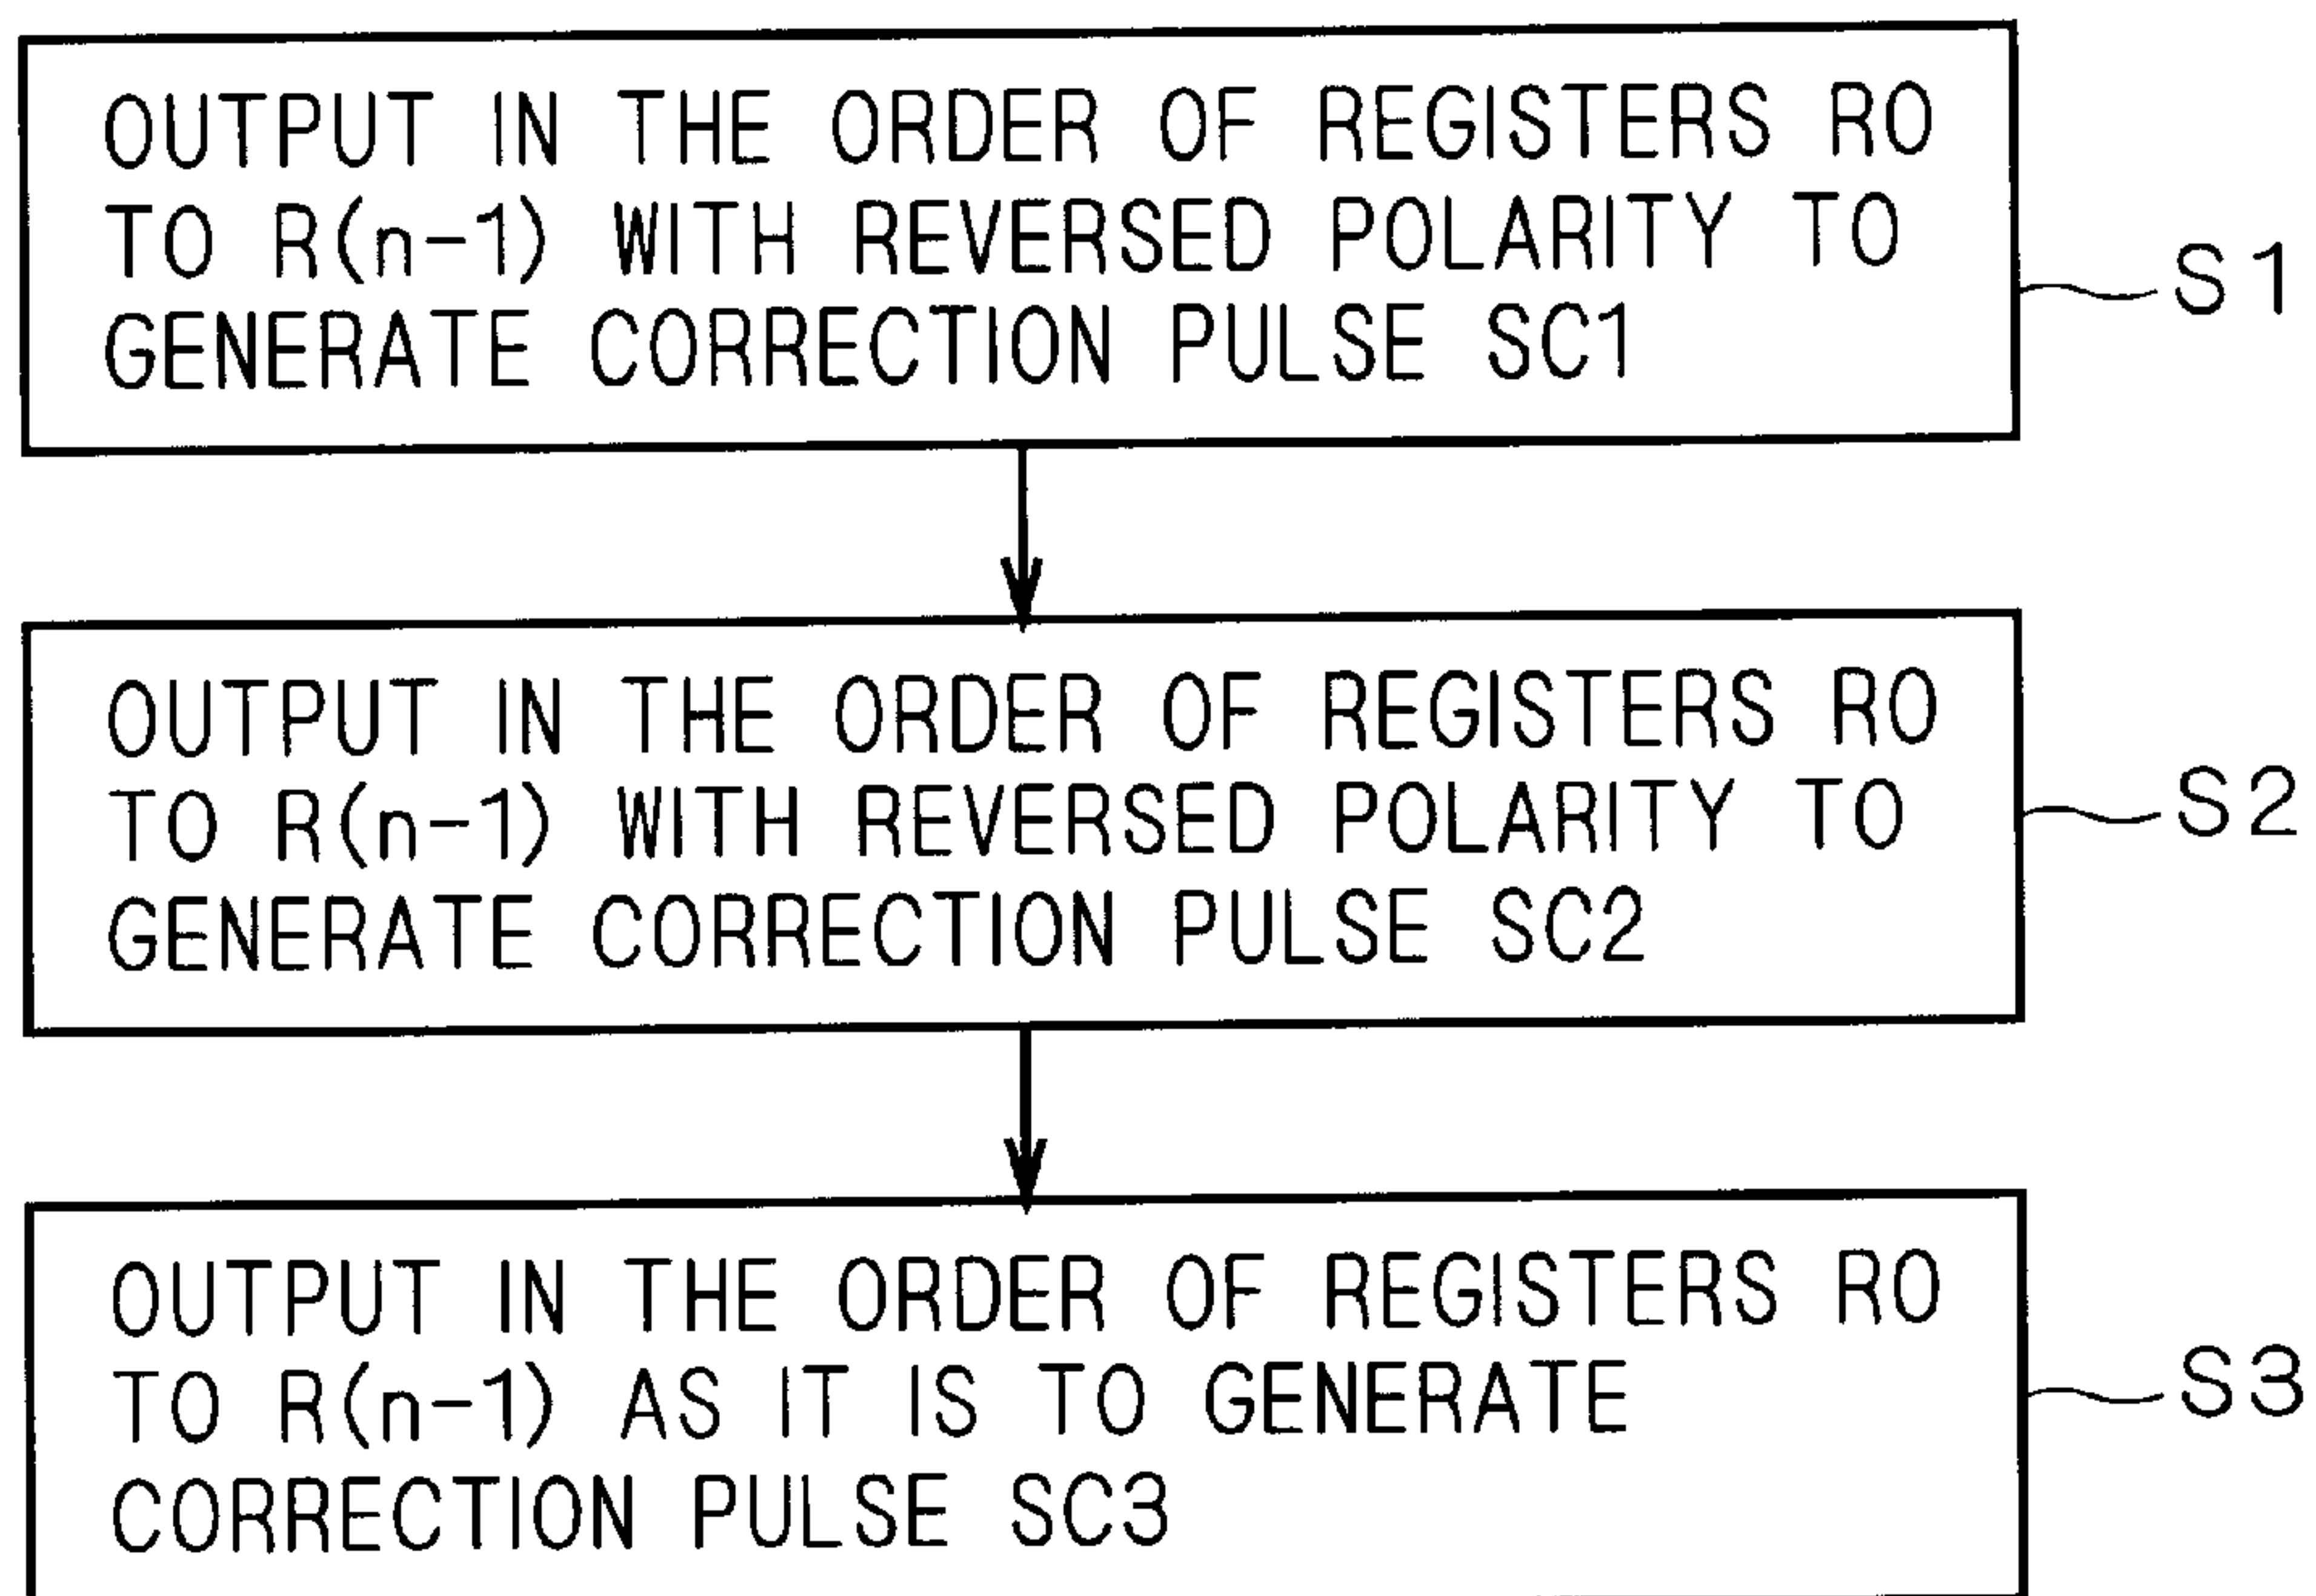 OUTPUT IN THE ORDER OF REGISTERS R0
TO R(n-1) WITH REVERSED POLARITY TO
GENERATE CORRECTION PULSE SC1
S1
OUTPUT IN THE ORDER OF REGISTERS R0
TO R(n-1) WITH REVERSED POLARITY TO
GENERATE CORRECTION PULSE SC2
S2
OUTPUT IN THE ORDER OF REGISTERS R0
TO R(n-1) AS IT IS TO GENERATE
CORRECTION PULSE SC3
S3